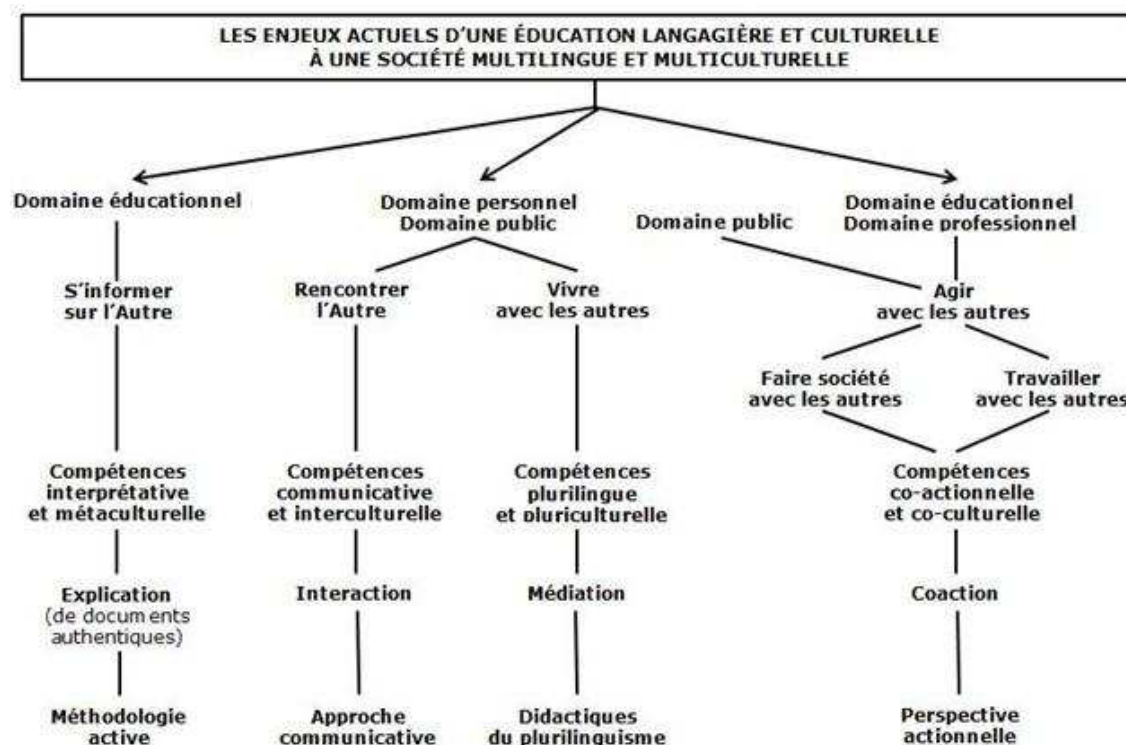 LES ENJEUX ACTUELS D'UNE ÉDUCATION LANGAGIÈRE ET CULTURELLE
À UNE SOCIÉTÉ MULTILINGUE ET MULTICULTURELLE
Domaine éducationnel
Domaine personnel
Domaine public
Domaine public
Domaine éducationnel
Domaine professionnel
S'informer
sur l'Autre
Rencontrer
l'Autre
Vivre
avec les autres
Agir
avec les autres
Faire société
avec les autres
Travailler
avec les autres
Compétences
interprétative
et métaculturelle
Compétences
communicative
et interculturelle
Compétences
plurilingue
et pluriculturelle
Compétences
co-actionnelle
et co-culturelle
Explication
(de documents
authentiques)
Interaction
Médiation
Coaction
Méthodologie
active
Approche
communicative
Didactiques
du plurilinguisme
Perspective
actionnelle